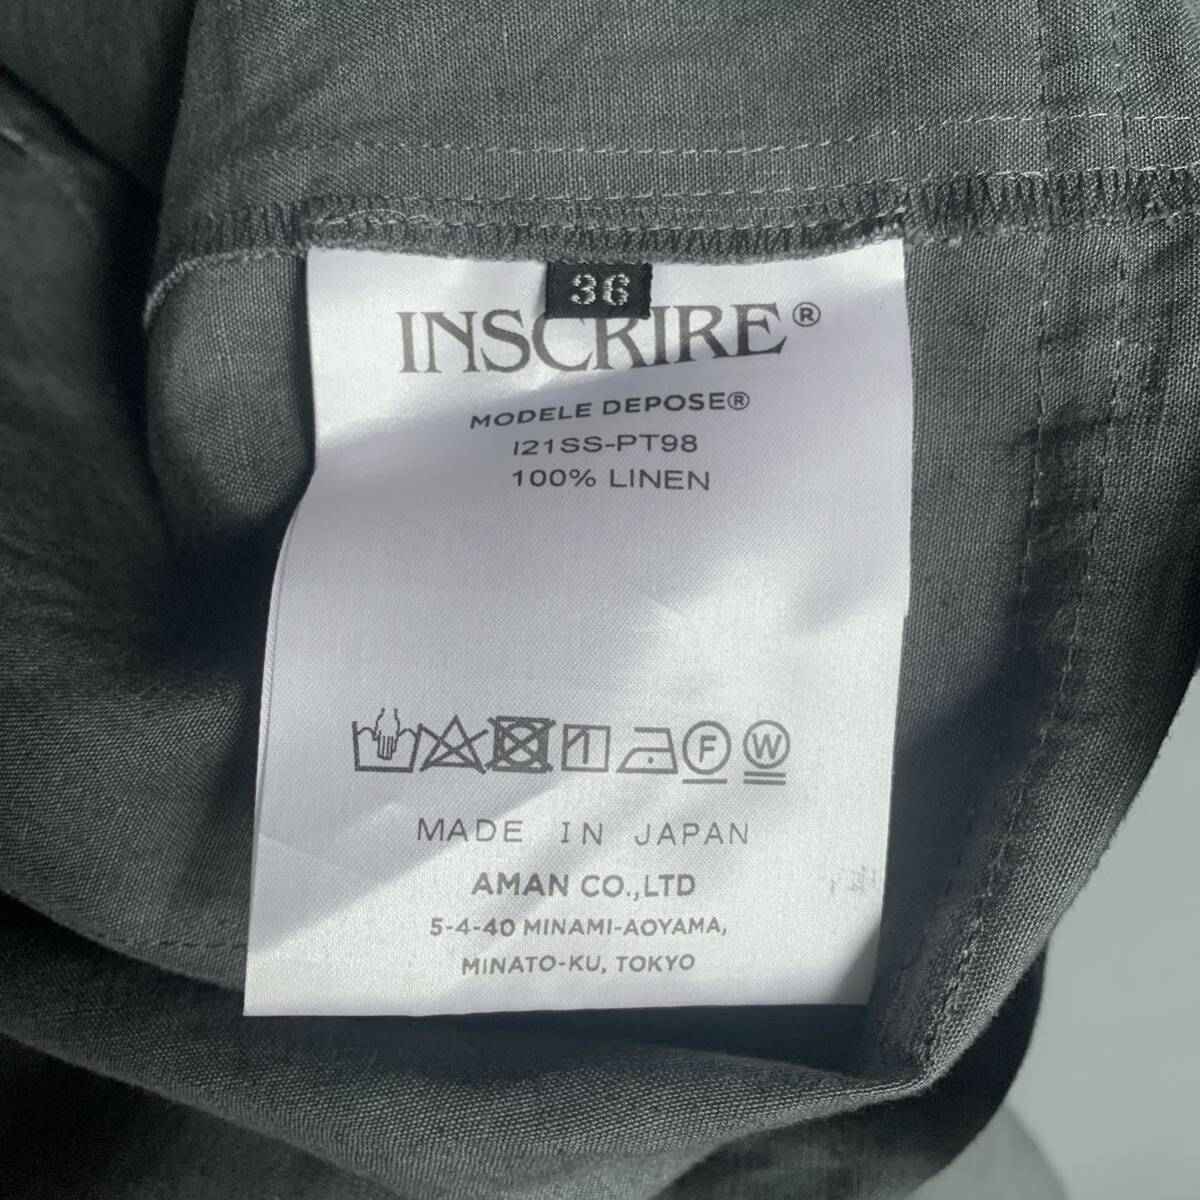 36
INSCRIRE®
MODELE DEPOSE®
I21SS-PT98
100% LINEN
F W
MADE IN JAPAN
AMAN CO.,LTD
5-4-40 MINAMI-AOYAMA,
MINATO-KU, TOKYO